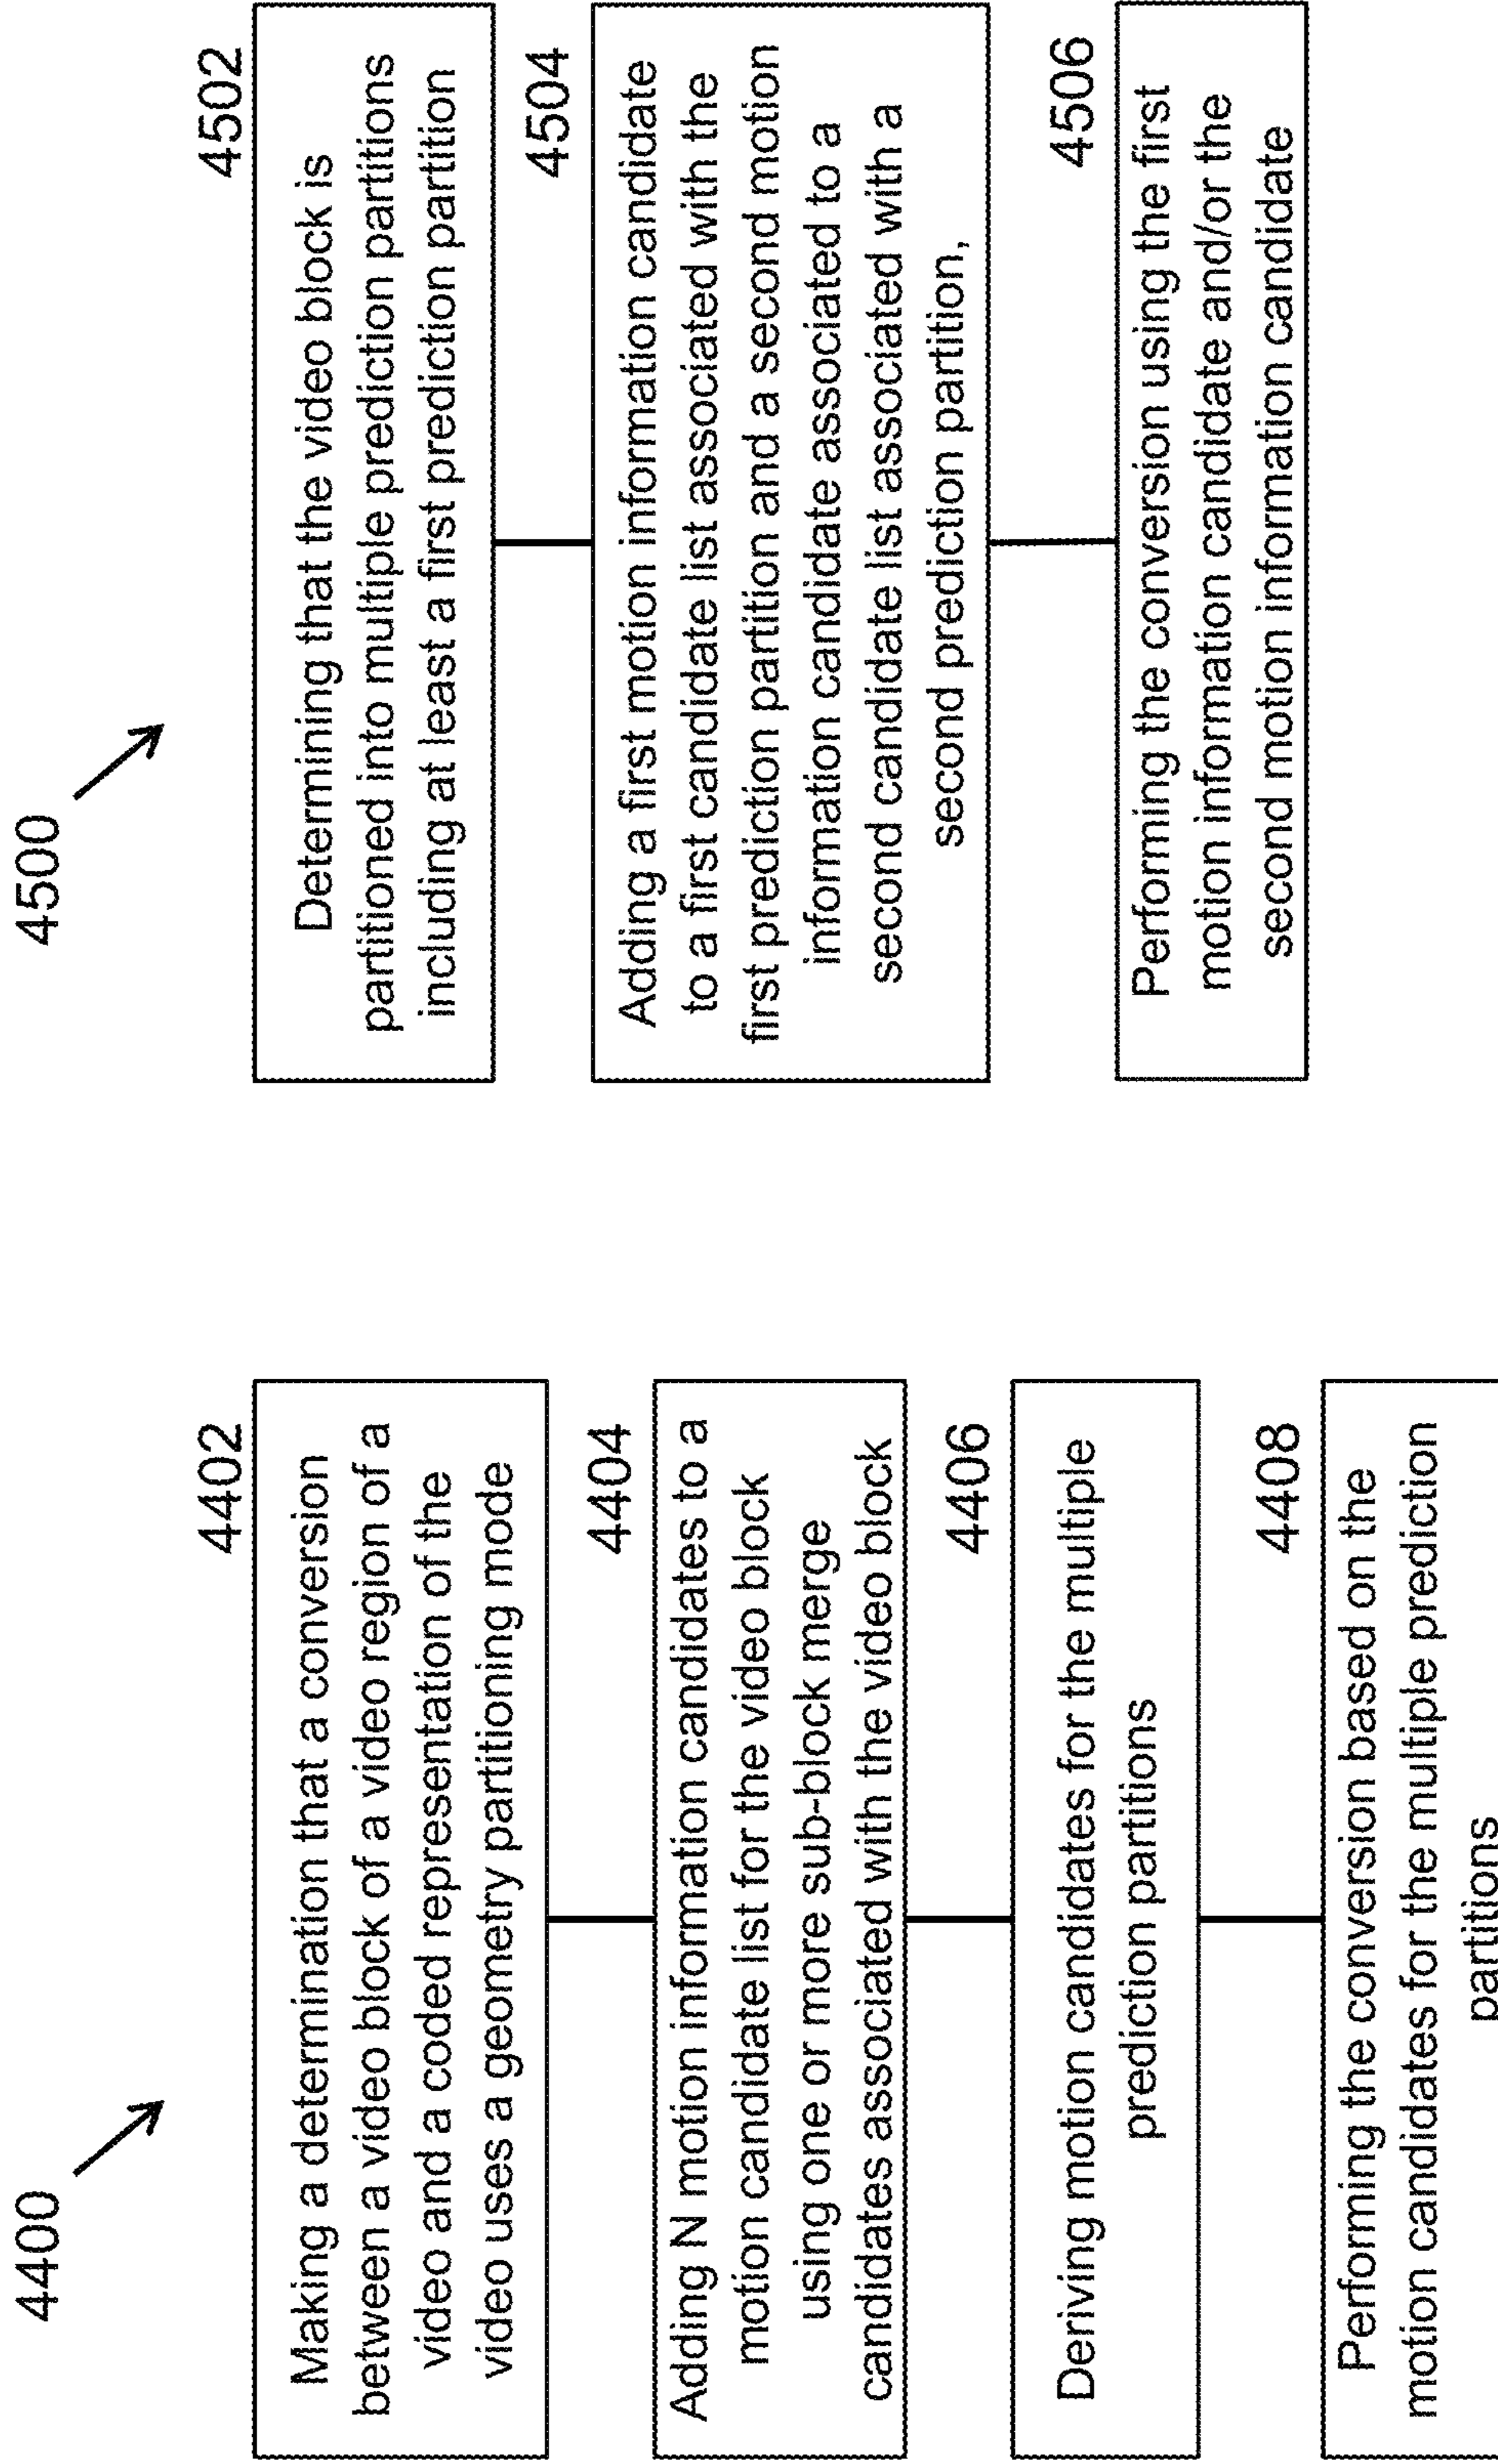 4400
4402
Making a determination that a conversion
between a video block of a video region of a
video and a coded representation of the
video uses a geometry partitioning mode
4404
Adding N motion information candidates to a
motion candidate list for the video block
using one or more sub-block merge
candidates associated with the video block
4406
Deriving motion candidates for the multiple
prediction partitions
4408
Performing the conversion based on the
motion candidates for the multiple prediction
partitions
4500
4502
Determining that the video block is
partitioned into multiple prediction partitions
including at least a first prediction partition
4504
Adding a first motion information candidate
to a first candidate list associated with the
first prediction partition and a second motion
information candidate associated to a
second candidate list associated with a
second prediction partition,
4506
Performing the conversion using the first
motion information candidate and/or the
second motion information candidate